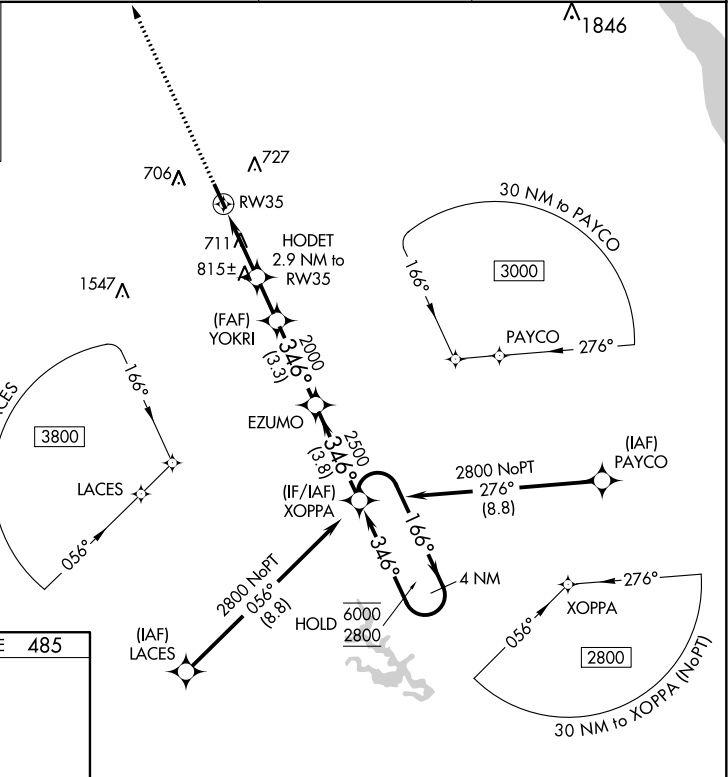 1846
727
706
RW35
711
HODET
2.9 NM to
RW35
815±
1547
(FAF)
YOKRI
2000
346°
(3.3)
30 NM to PAYCO
3000
166°
PAYCO
276°
EZUMO
2500
346°
(3.8)
166°
3800
LACES
056°
(IF/IAF)
XOPPA
2800 NoPT
276°
(8.8)
(IAF)
PAYCO
166°
346°
4 NM
HOLD
6000
2800
2800 NoPT
056°
(8.8)
(IAF)
LACES
276°
XOPPA
056°
2800
30 NM to XOPPA (NoPT)
485